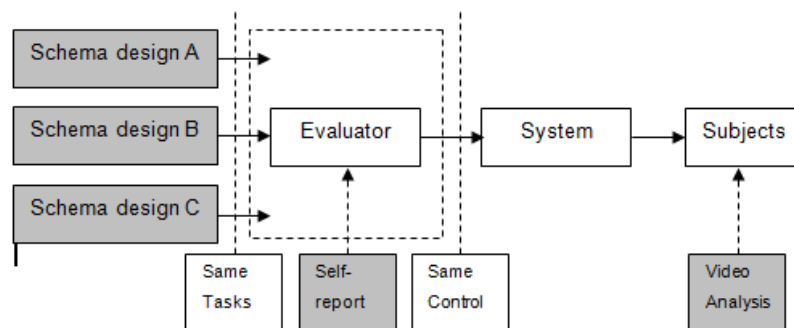 Schema design A
Schema design B
Evaluator
System
Subjects
Schema design C
Same
Tasks
Self-
report
Same
Control
Video
Analysis